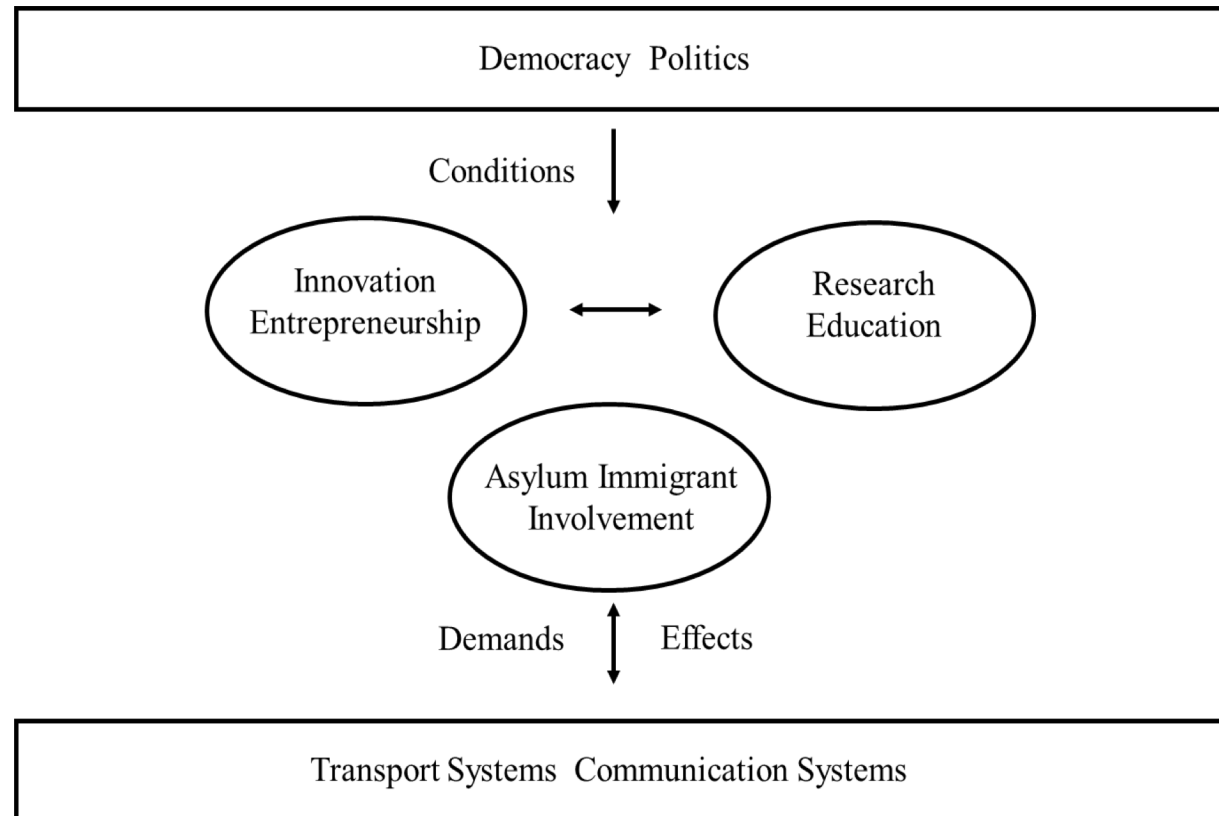 Democracy Politics
Conditions
Innovation
Entrepreneurship
Research
Education
Asylum Immigrant
Involvement
Demands Effects
Transport Systems Communication Systems